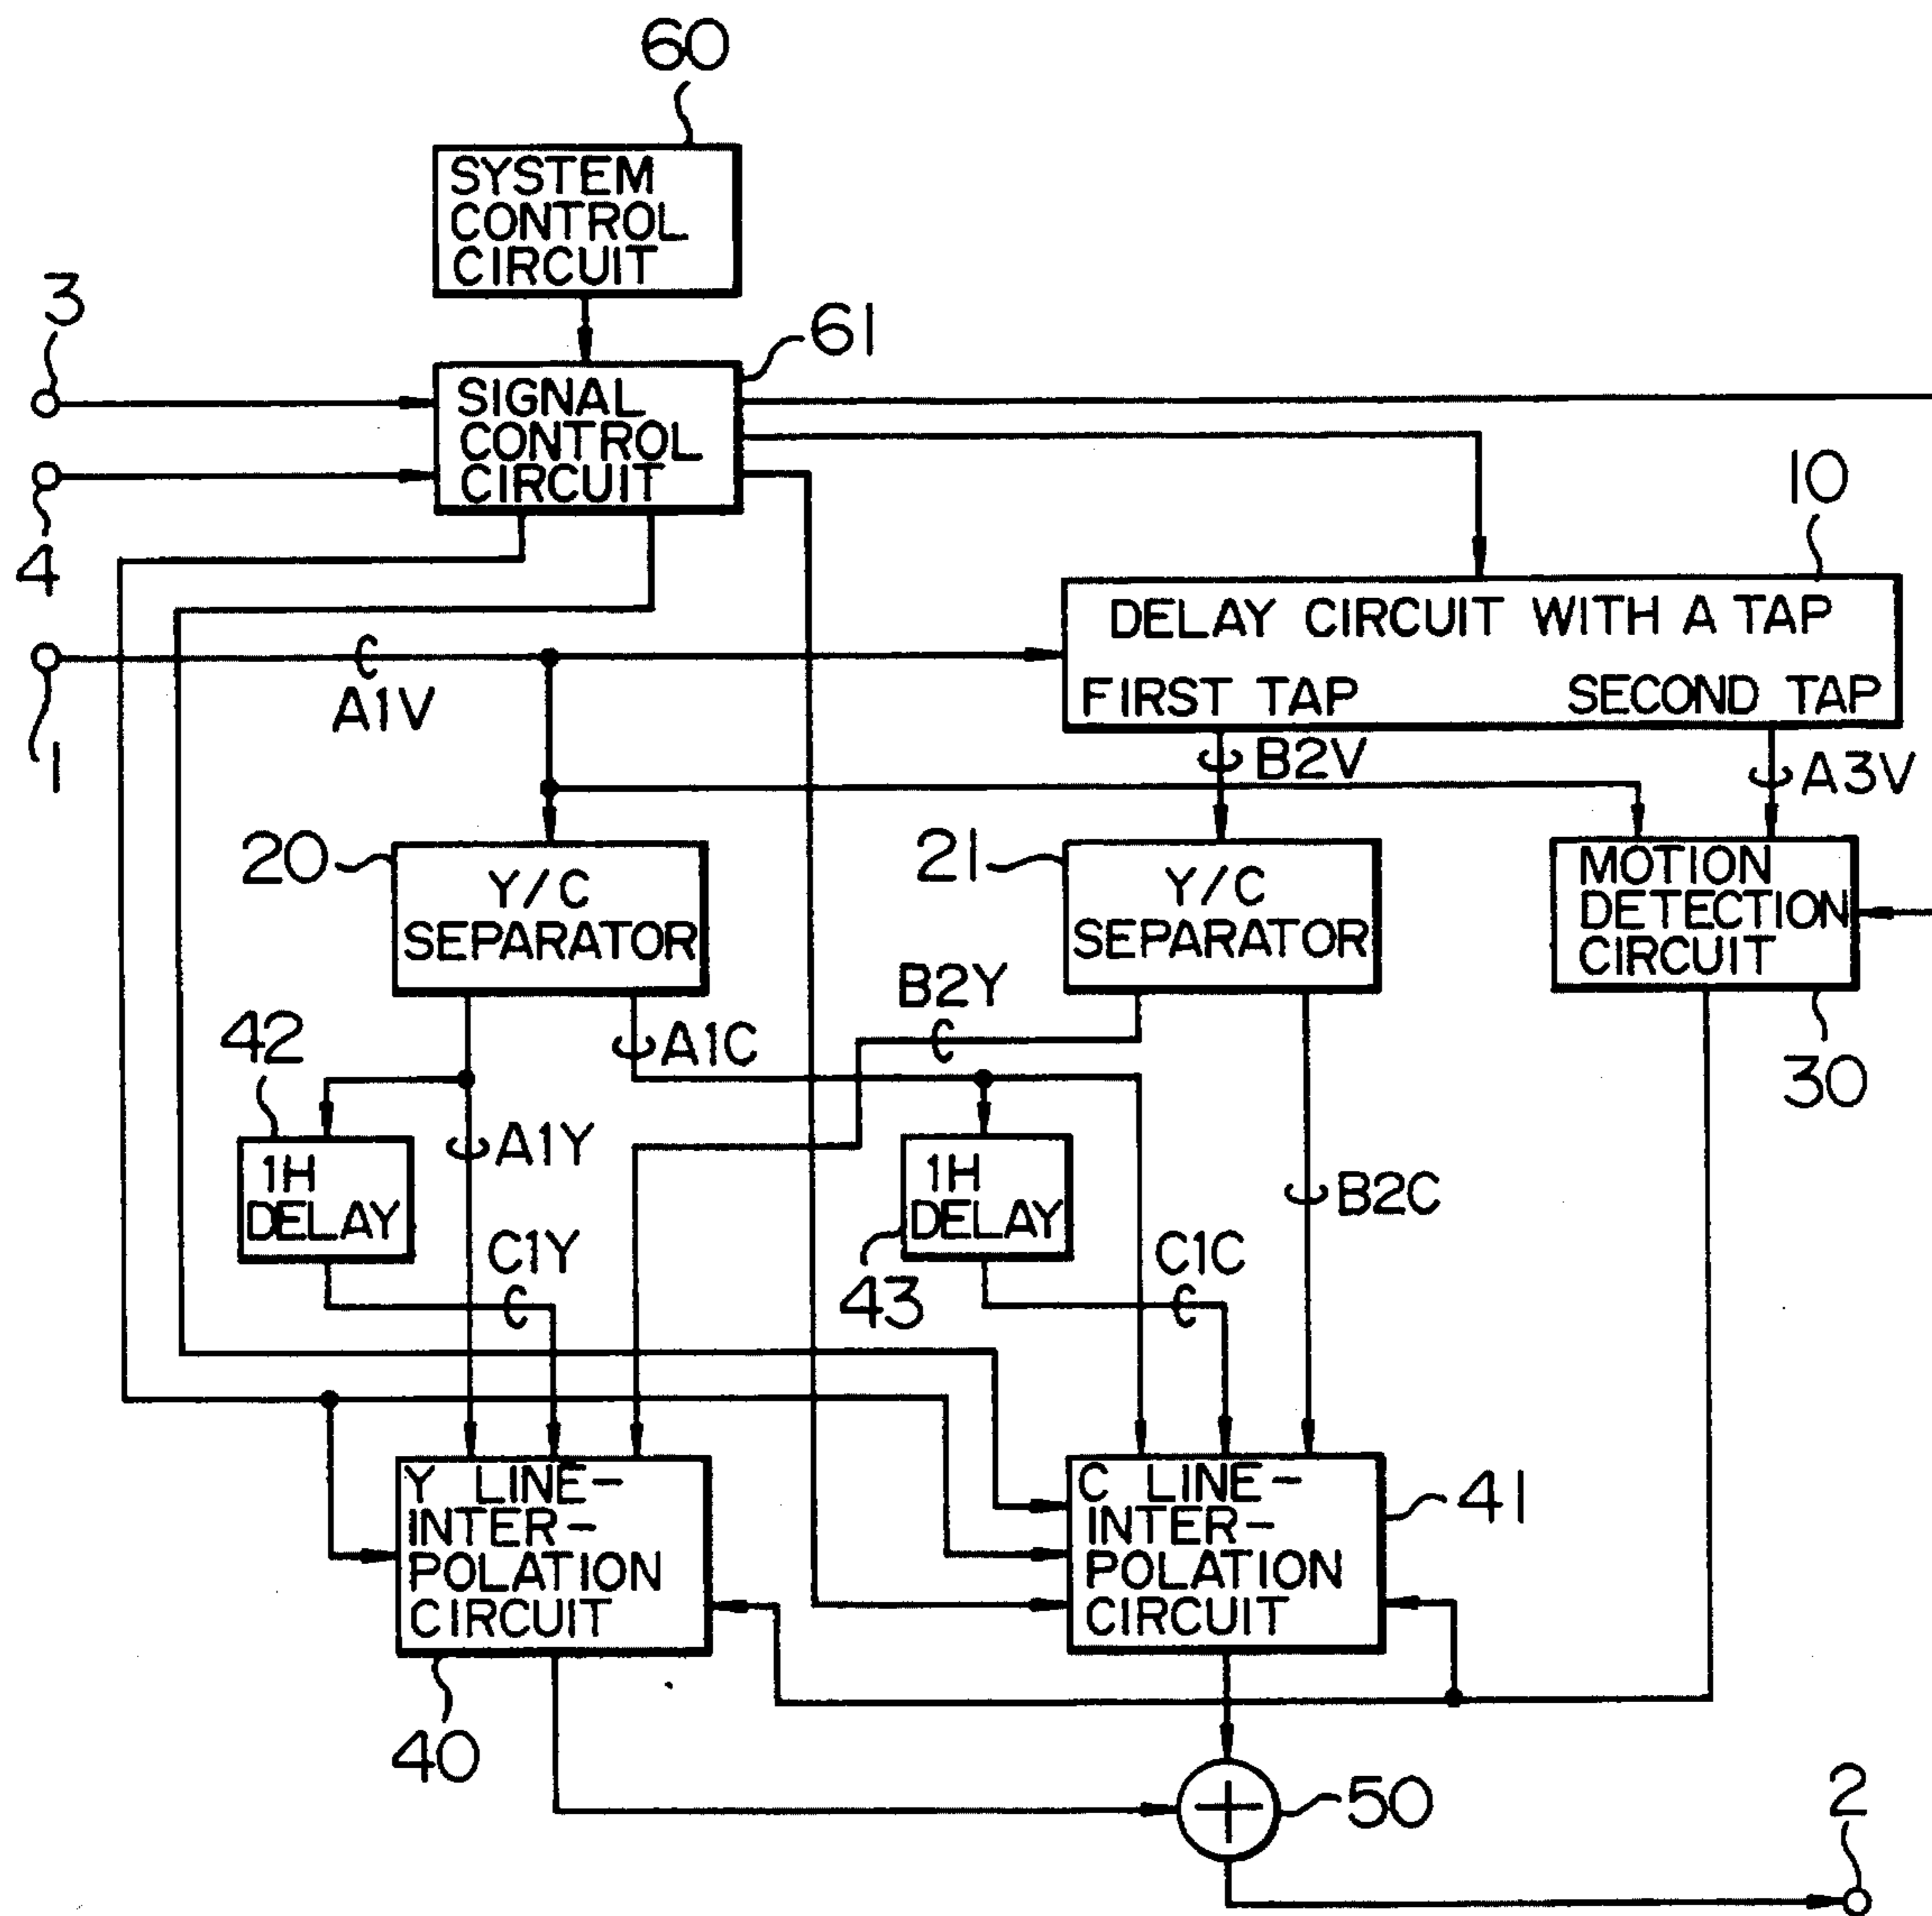 60
SYSTEM
CONTROL
CIRCUIT
3
61
SIGNAL
CONTROL
CIRCUIT
4
10
DELAY CIRCUIT WITH A TAP
FIRST TAP
SECOND TAP
1
A1V
B2V
A3V
20
Y/C
SEPARATOR
21
Y/C
SEPARATOR
MOTION
DETECTION
CIRCUIT
30
B2Y
A1C
42
1H
DELAY
A1Y
43
1H
DELAY
B2C
C1Y
C1C
Y LINE-
INTER-
POLATION
CIRCUIT
40
C LINE-
INTER-
POLATION
CIRCUIT
41
50
2